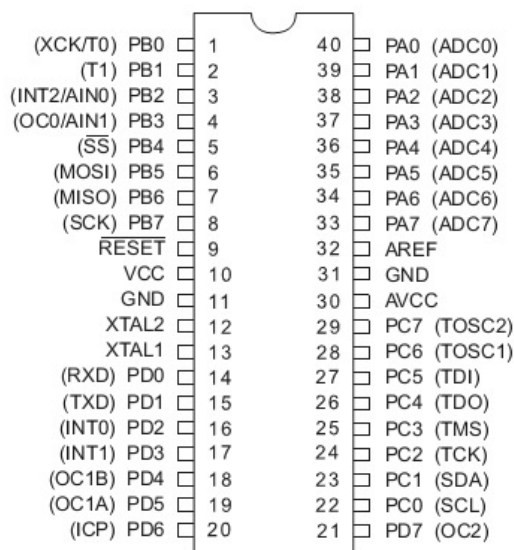 (XCK/T0) PB0 1 40 PA0 (ADC0)
(T1) PB1 2 39 PA1 (ADC1)
(INT2/AIN0) PB2 3 38 PA2 (ADC2)
(OC0/AIN1) PB3 4 37 PA3 (ADC3)
(S̅S̅) PB4 5 36 PA4 (ADC4)
(MOSI) PB5 6 35 PA5 (ADC5)
(MISO) PB6 7 34 PA6 (ADC6)
(SCK) PB7 8 33 PA7 (ADC7)
R̅E̅S̅E̅T̅ 9 32 AREF
VCC 10 31 GND
GND 11 30 AVCC
XTAL2 12 29 PC7 (TOSC2)
XTAL1 13 28 PC6 (TOSC1)
(RXD) PD0 14 27 PC5 (TDI)
(TXD) PD1 15 26 PC4 (TDO)
(INT0) PD2 16 25 PC3 (TMS)
(INT1) PD3 17 24 PC2 (TCK)
(OC1B) PD4 18 23 PC1 (SDA)
(OC1A) PD5 19 22 PC0 (SCL)
(ICP) PD6 20 21 PD7 (OC2)